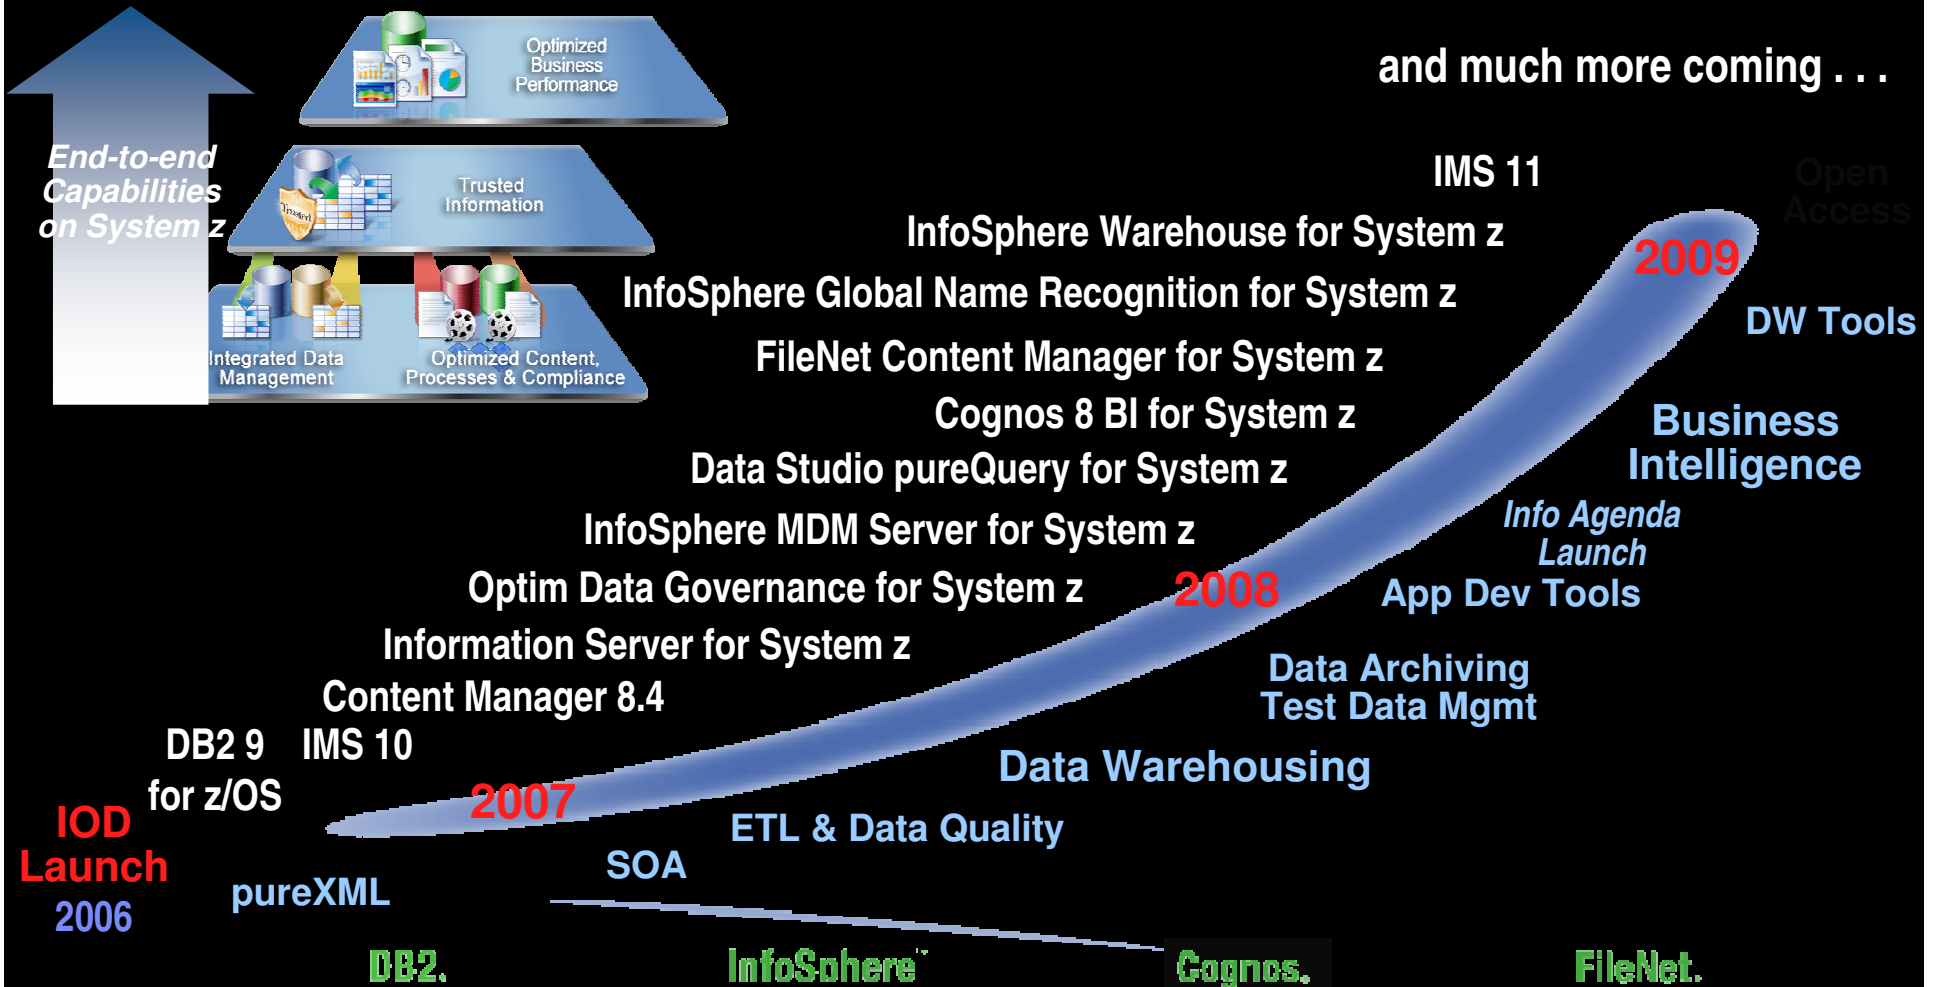 Optimized
Business
Performance
and much more coming . . .
End-to-end
Capabilities
on System z
Trusted
Trusted
Information
IMS 11
Open
Access
InfoSphere Warehouse for System z
2009
InfoSphere Global Name Recognition for System z
DW Tools
Integrated Data
Management
Optimized Content,
Processes & Compliance
FileNet Content Manager for System z
Cognos 8 BI for System z
Business
Intelligence
Data Studio pureQuery for System z
Info Agenda
Launch
InfoSphere MDM Server for System z
2008
App Dev Tools
Optim Data Governance for System z
Information Server for System z
Data Archiving
Test Data Mgmt
Content Manager 8.4
DB2 9
for z/OS
IMS 10
Data Warehousing
2007
IOD
Launch
2006
ETL & Data Quality
SOA
pureXML
DB2.
InfoSphere™
Cognos.
FileNet.